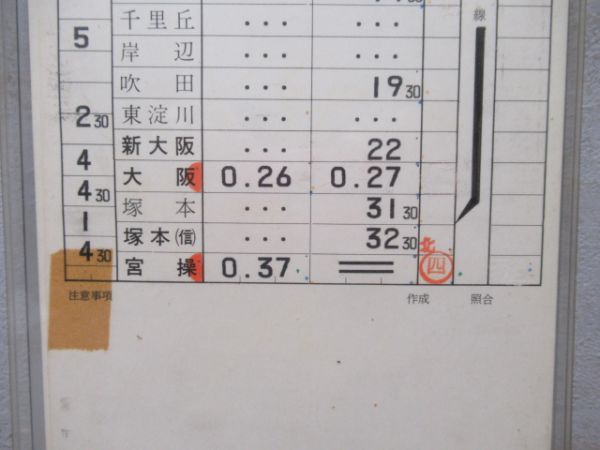 千里丘 ... ... 線
5
岸辺 ... ...
吹田 ... 19 30
東淀川 ... ...
2 30
新大阪 ... 22
4
大阪 0.26 0.27
4 30
塚本 ... 31 30
1
塚本(信) ... 32 30 北
4 30
宮操 0.37 四
注意事項 作成 照合